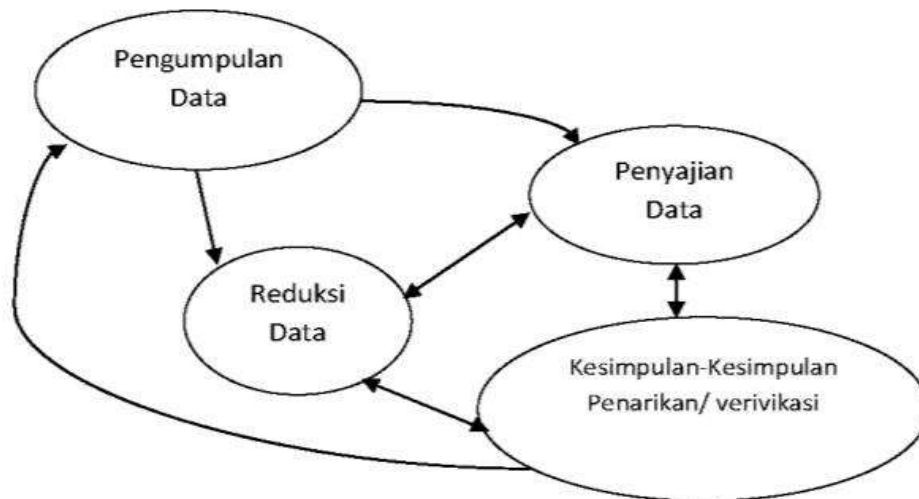 Pengumpulan
Data
Penyajian
Data
Reduksi
Data
Kesimpulan-Kesimpulan
Penarikan/ verivikasi